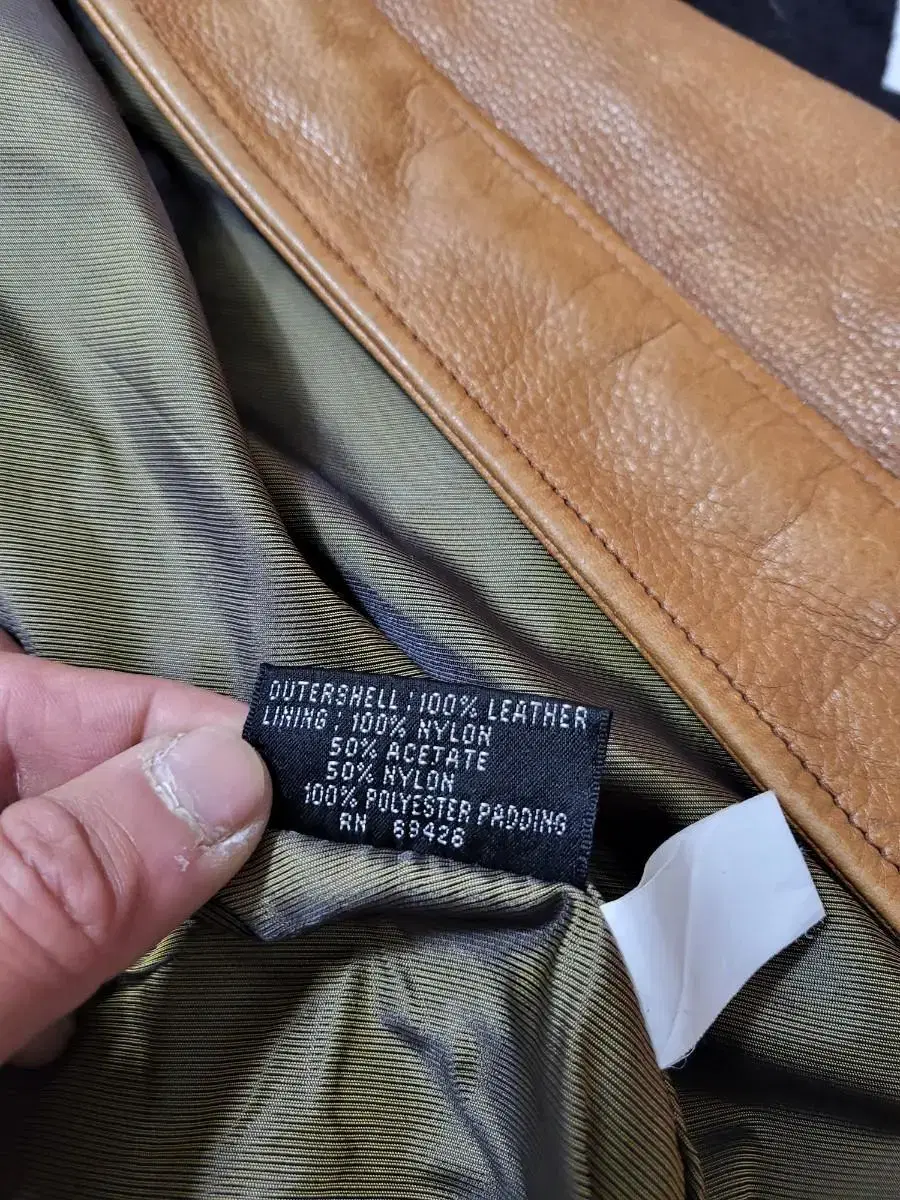 OUTERSHELL : 100% LEATHER
LINING : 100% NYLON
50% ACETATE
50% NYLON
100% POLYESTER PADDING
RN 69426